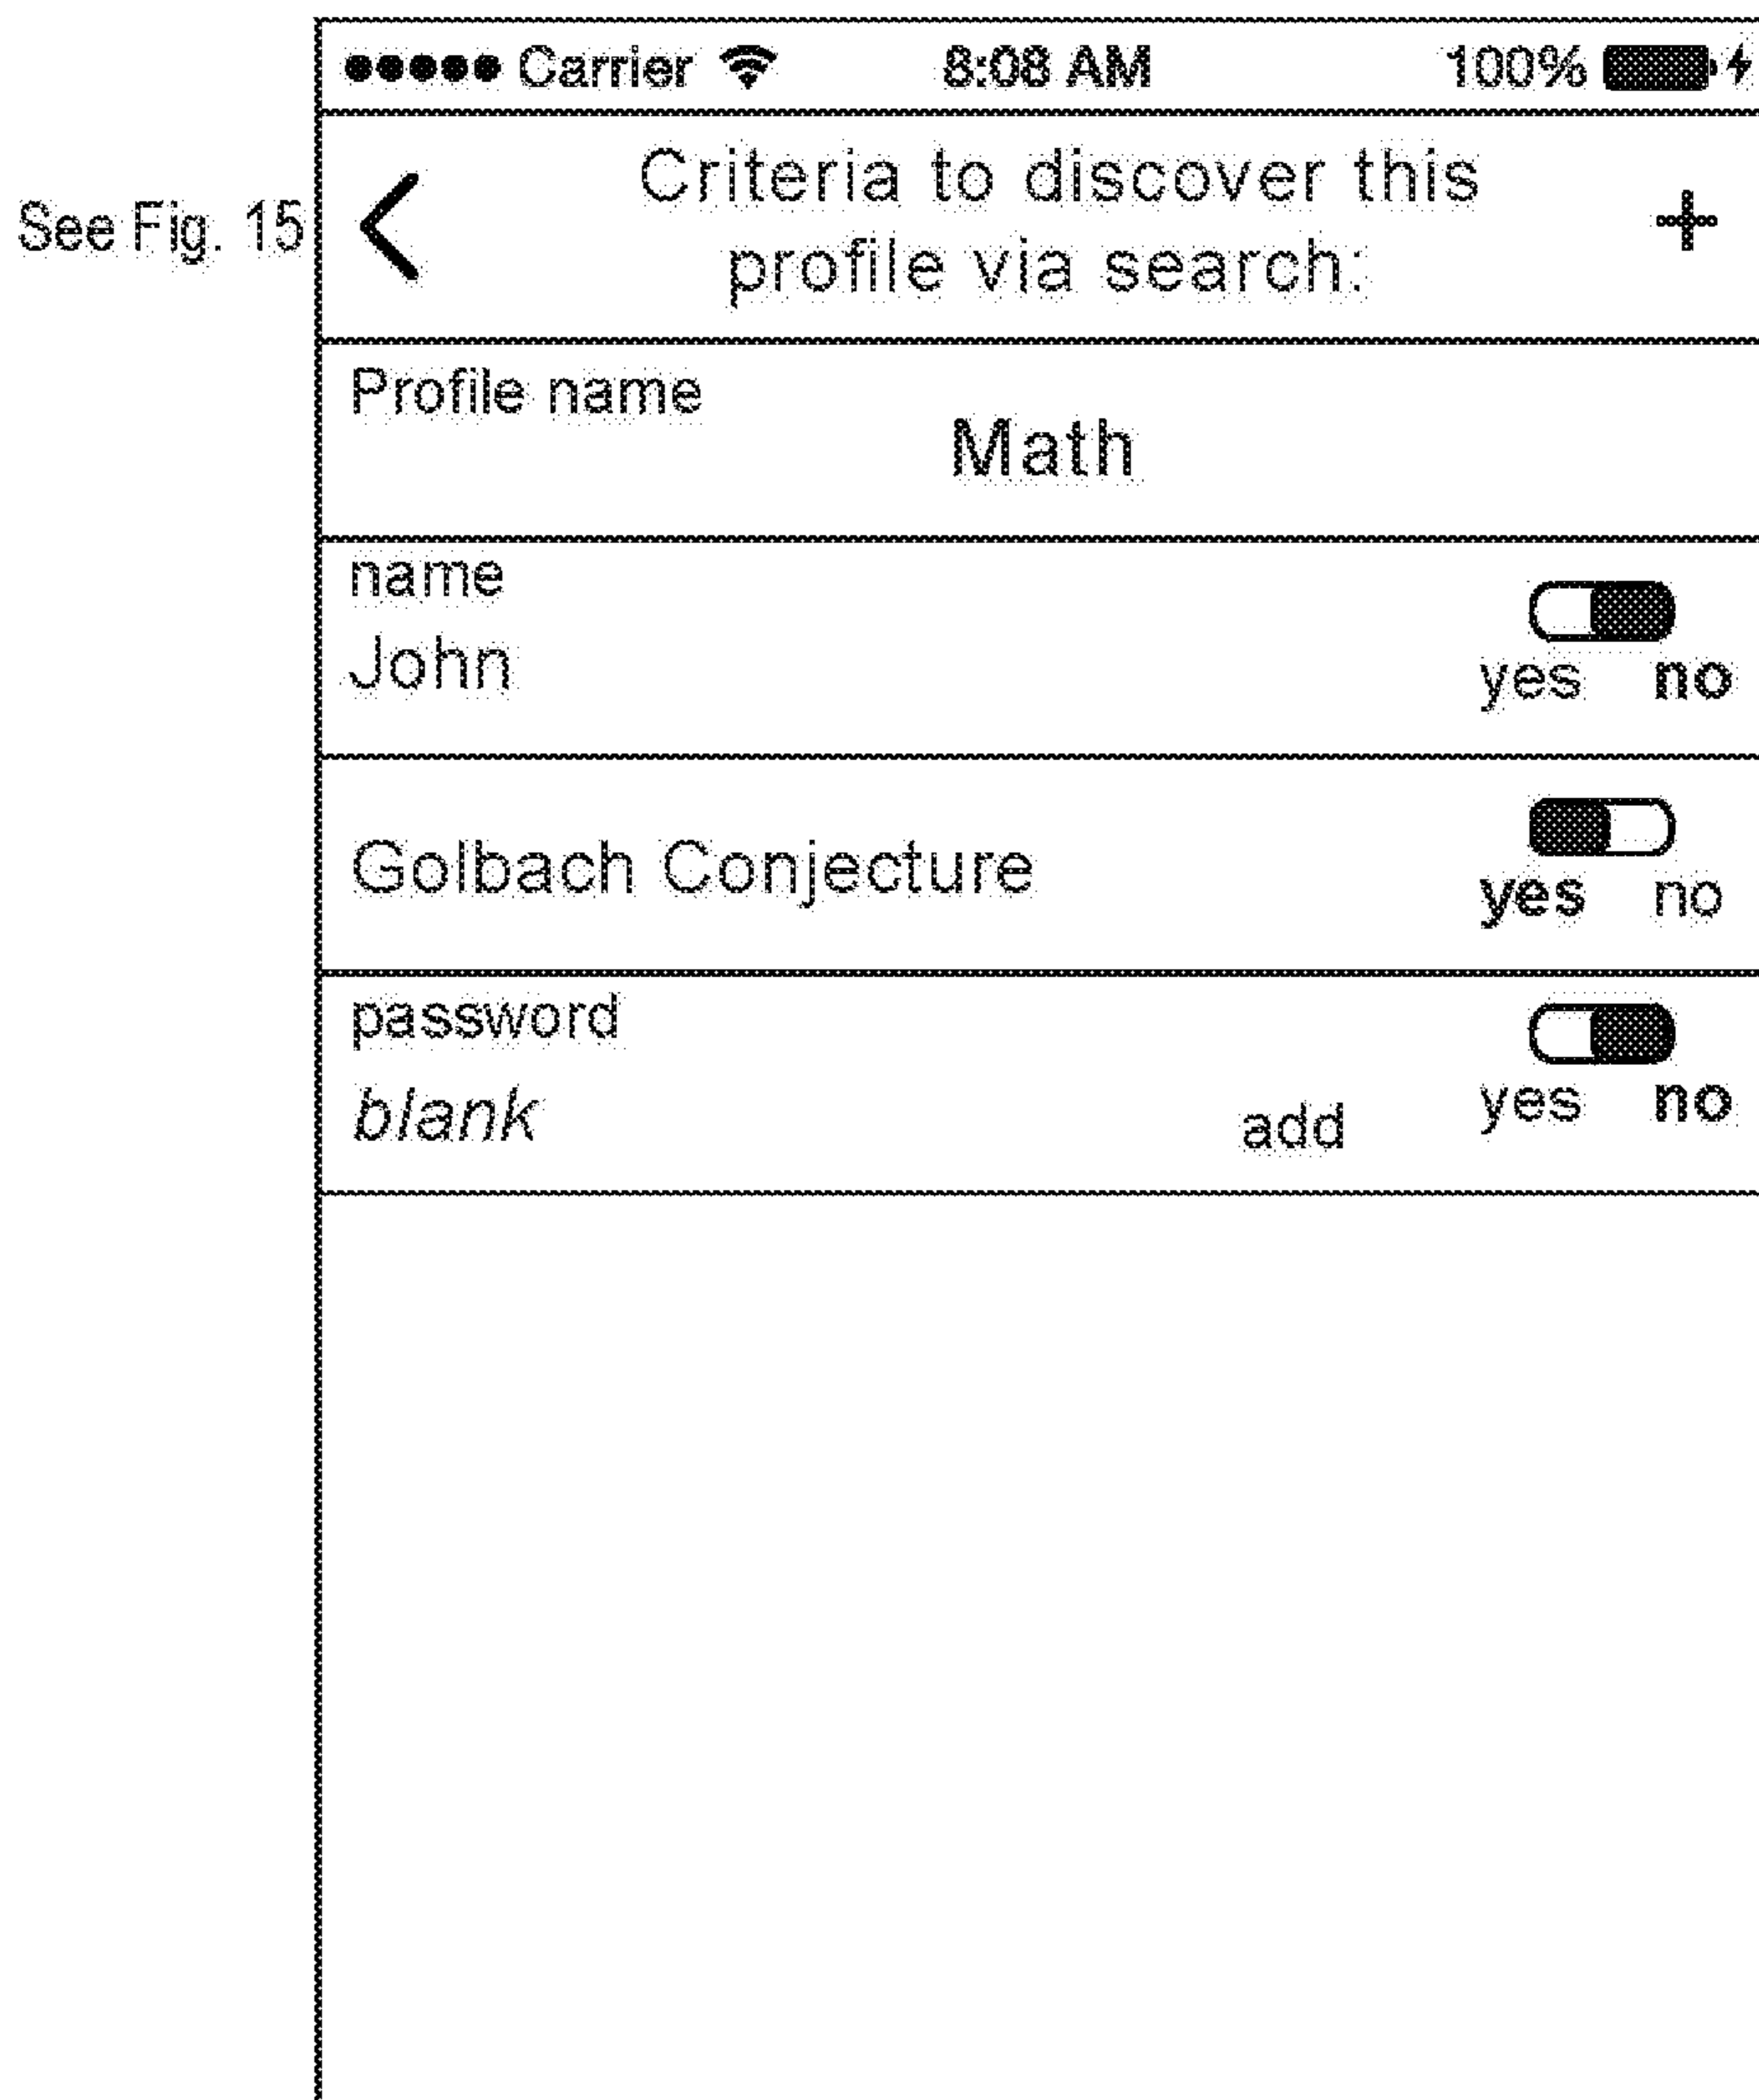 Carrier 8:08 AM 100%
See Fig. 15
Criteria to discover this
profile via search:
+
Profile name
Math
name
John
yes no
Golbach Conjecture
yes no
password
blank add
yes no